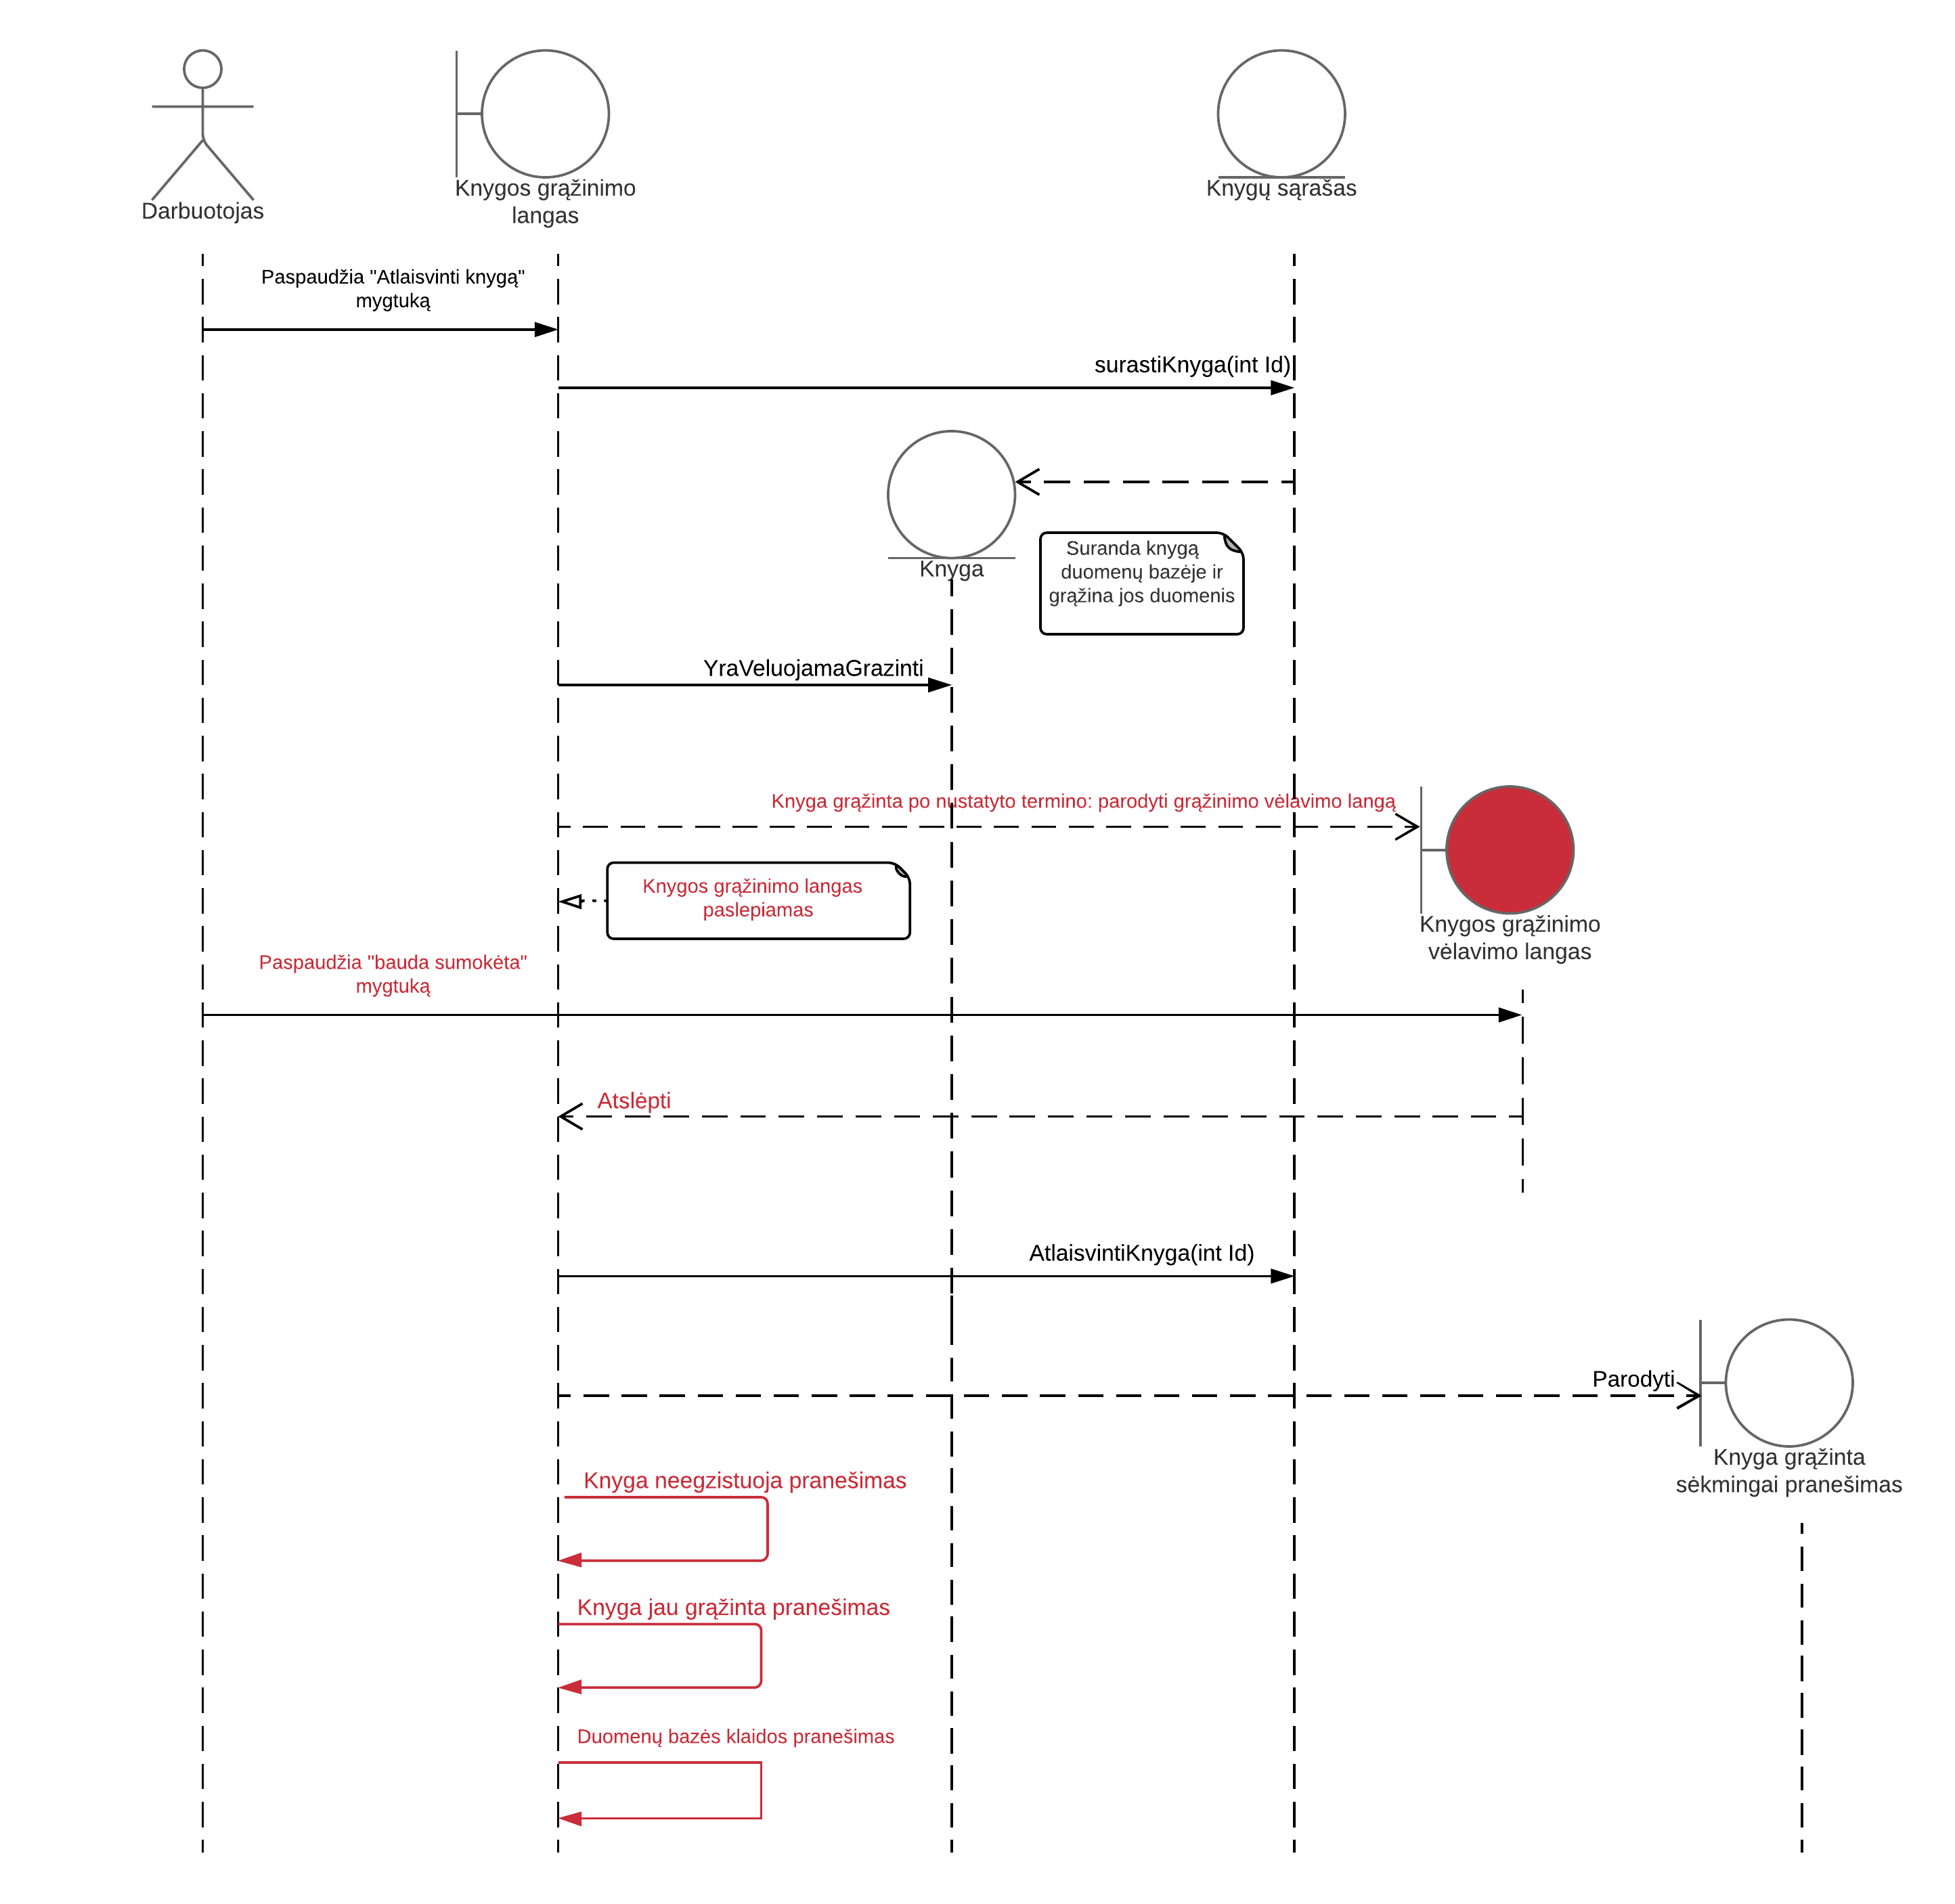 Darbuotojas
Knygos grąžinimo
langas
Knygų sąrašas
Paspaudžia "Atlaisvinti knygą"
mygtuką
surastiKnyga(int Id)
Knyga
Suranda knygą
duomenų bazėje ir
grąžina jos duomenis
YraVeluojamaGrazinti
Knyga grąžinta po nustatyto termino: parodyti grąžinimo vėlavimo langą
Knygos grąžinimo langas
paslepiamas
Knygos grąžinimo
vėlavimo langas
Paspaudžia "bauda sumokėta"
mygtuką
Atslėpti
AtlaisvintiKnyga(int Id)
Parodyti
Knyga grąžinta
sėkmingai pranešimas
Knyga neegzistuoja pranešimas
Knyga jau grąžinta pranešimas
Duomenų bazės klaidos pranešimas